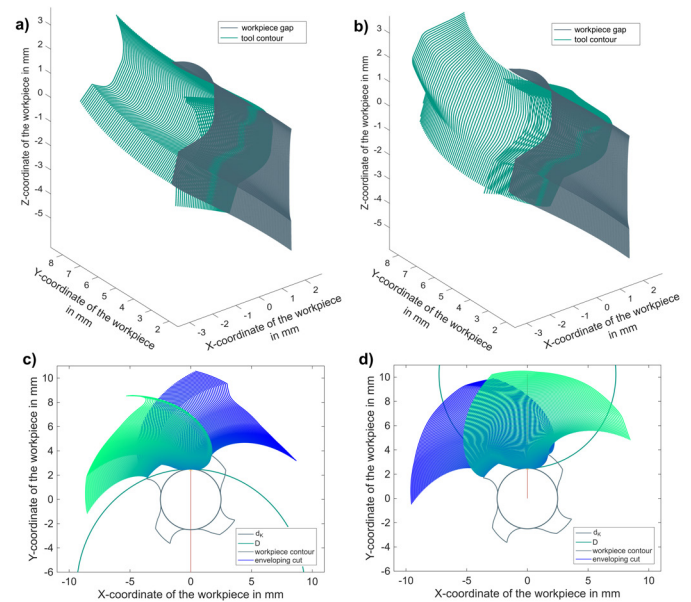 a)
workpiece gap
tool contour
Z-coordinate of the workpiece in mm
3
2
1
0
-1
-2
-3
-4
-5
Y-coordinate of the workpiece
in mm
8
7
6
5
4
3
2
X-coordinate of the workpiece
in mm
-3
-2
-1
0
1
2
b)
workpiece gap
tool contour
Z-coordinate of the workpiece in mm
3
2
1
0
-1
-2
-3
-4
-5
Y-coordinate of the workpiece
in mm
8
7
6
5
4
3
2
X-coordinate of the workpiece
in mm
-3
-2
-1
0
1
2
c)
Y-coordinate of the workpiece in mm
10
8
6
4
2
0
-2
-4
-6
-10
-5
0
5
10
X-coordinate of the workpiece in mm
dK
D
workpiece contour
enveloping cut
d)
Y-coordinate of the workpiece in mm
10
8
6
4
2
0
-2
-4
-6
-10
-5
0
5
10
X-coordinate of the workpiece in mm
dK
D
workpiece contour
enveloping cut